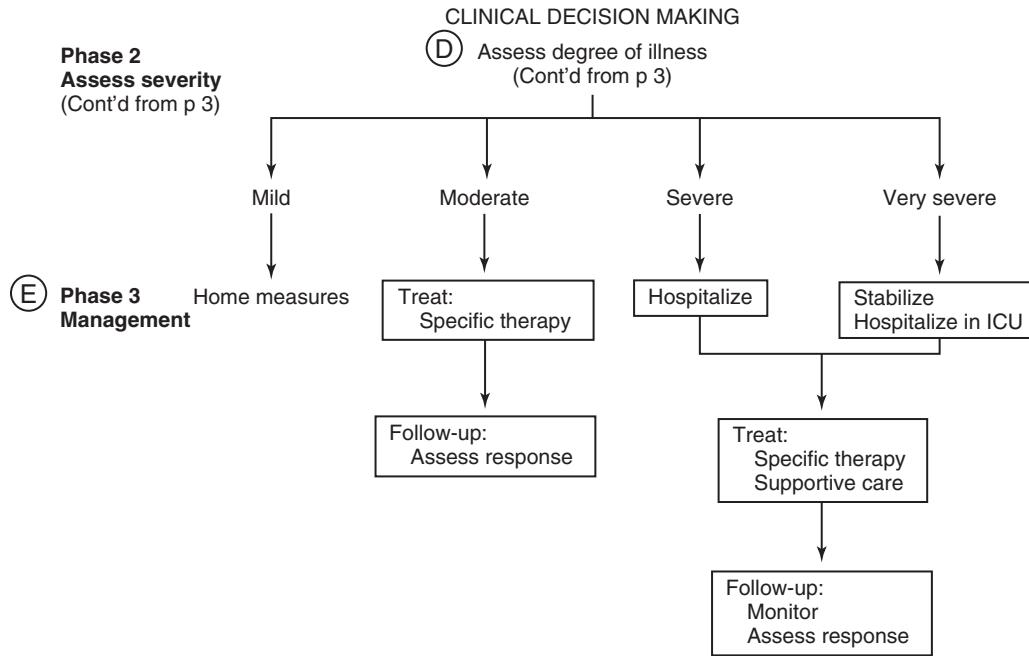 CLINICAL DECISION MAKING
Phase 2
Assess severity
(Cont'd from p 3)
D
Assess degree of illness
(Cont'd from p 3)
Mild
Moderate
Severe
Very severe
E
Phase 3
Management
Home measures
Treat:
Specific therapy
Hospitalize
Stabilize
Hospitalize in ICU
Follow-up:
Assess response
Treat:
Specific therapy
Supportive care
Follow-up:
Monitor
Assess response